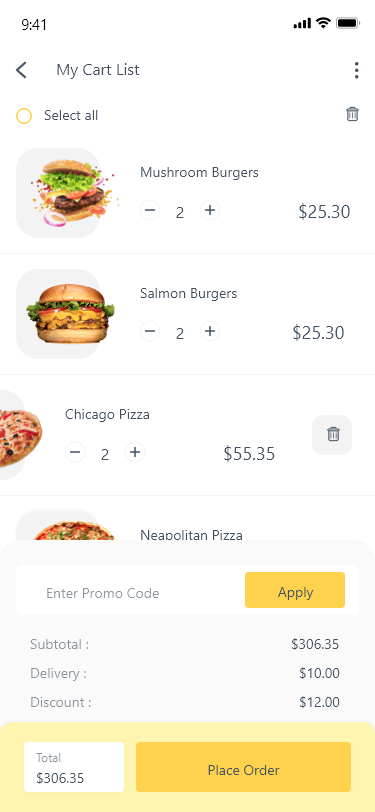 9:41
My Cart List
Select all
Mushroom Burgers
2
$25.30
Salmon Burgers
2
$25.30
Chicago Pizza
2
$55.35
Neapolitan Pizza
Enter Promo Code
Apply
Subtotal : $306.35
Delivery : $10.00
Discount : $12.00
Total
$306.35
Place Order